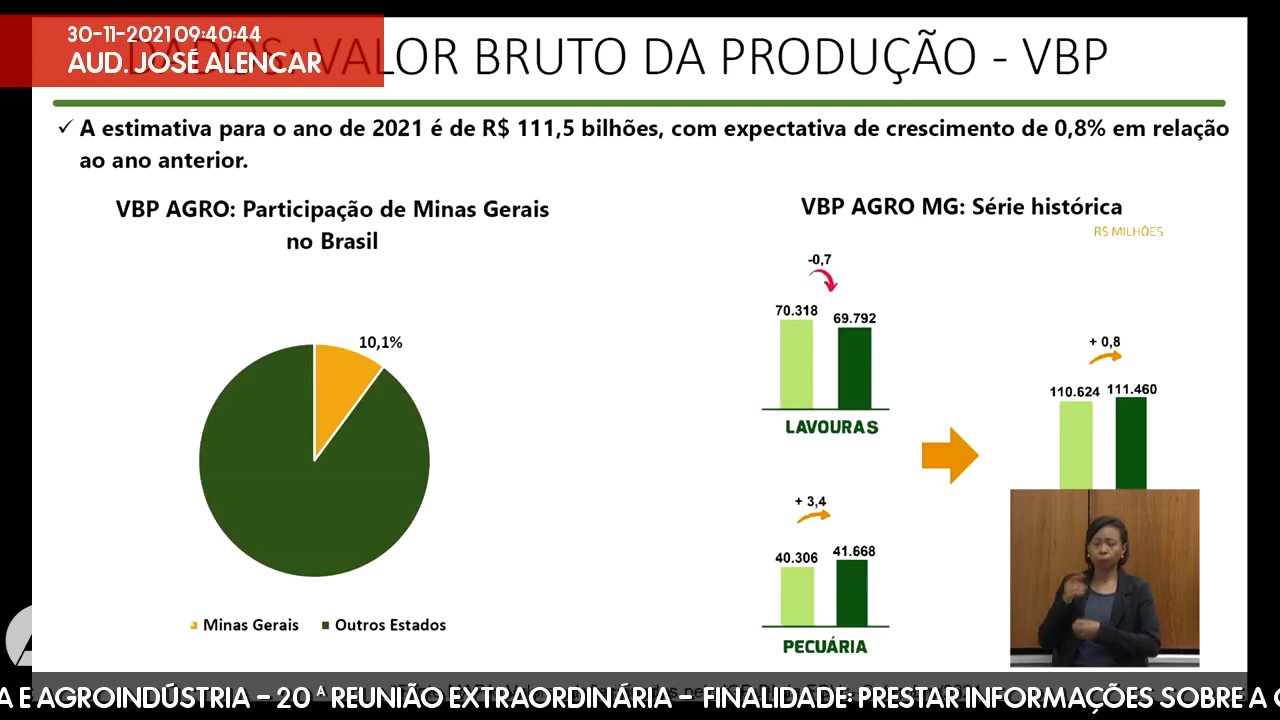 30-11-2021 09:40:44
AUD. JOSÉ ALENCAR
DADOS: VALOR BRUTO DA PRODUÇÃO - VBP
✓ A estimativa para o ano de 2021 é de R$ 111,5 bilhões, com expectativa de crescimento de 0,8% em relação
ao ano anterior.
VBP AGRO: Participação de Minas Gerais
no Brasil
10,1%
Minas Gerais
Outros Estados
VBP AGRO MG: Série histórica
R$ MILHÕES
-0,7
70.318
69.792
LAVOURAS
+ 3,4
40.306
41.668
PECUÁRIA
+ 0,8
110.624
111.460
A E AGROINDÚSTRIA – 20ª REUNIÃO EXTRAORDINÁRIA – FINALIDADE: PRESTAR INFORMAÇÕES SOBRE A